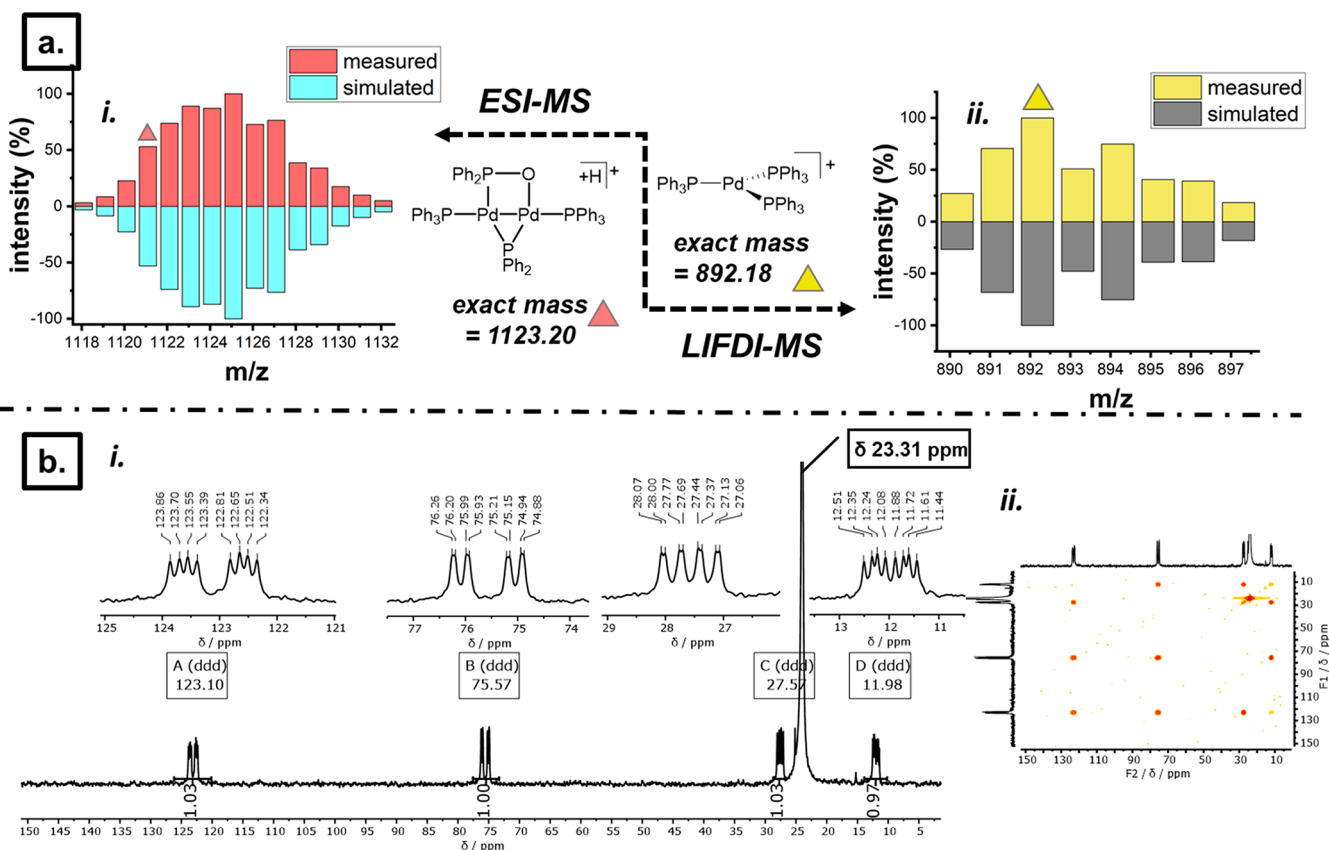 a.
i.
measured
simulated
intensity (%)
100
50
0
-50
-100
1118 1120 1122 1124 1126 1128 1130 1132
m/z
ESI-MS
Ph2P O
+H +
Ph3P Pd Pd PPh3
P
Ph2
exact mass
= 1123.20
+
Ph3P Pd PPh3
PPh3
exact mass
= 892.18
LIFDI-MS
ii.
measured
simulated
intensity (%)
100
50
0
-50
-100
890 891 892 893 894 895 896 897
m/z
b.
i.
δ 23.31 ppm
123.86
123.70
123.55
123.39
122.81
122.65
122.51
122.34
125 124 123 122 121
δ / ppm
A (ddd)
123.10
76.26
76.20
75.99
75.93
75.21
75.15
74.94
74.88
77 76 75 74
δ / ppm
B (ddd)
75.57
28.07
28.00
27.77
27.69
27.44
27.37
27.13
27.06
29 28 27
δ / ppm
C (ddd)
27.57
12.51
12.35
12.24
12.08
11.88
11.72
11.61
11.44
13 12 11
δ / ppm
D (ddd)
11.98
1.03
1.00
1.03
0.97
150 145 140 135 130 125 120 115 110 105 100 95 90 85 80 75 70 65 60 55 50 45 40 35 30 25 20 15 10 5
δ / ppm
ii.
10
30
50
70
90
110
130
150
F1 / δ / ppm
150 130 110 90 70 50 30 10
F2 / δ / ppm